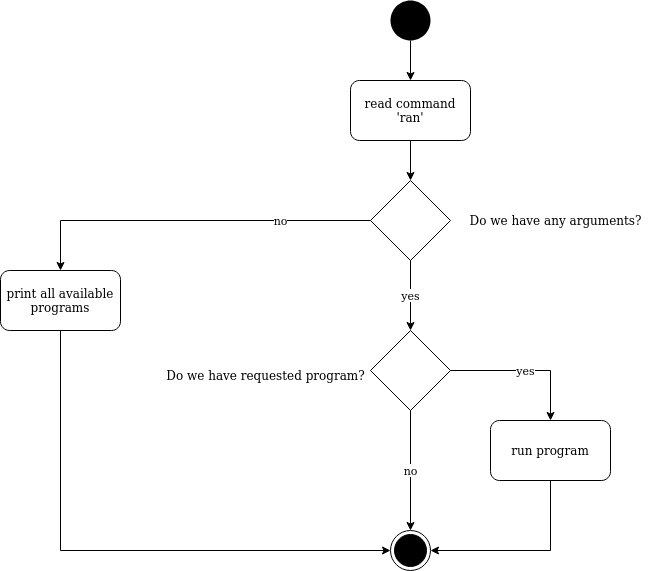 read command
'ran'
Do we have any arguments?
no
print all available
programs
yes
Do we have requested program?
yes
run program
no